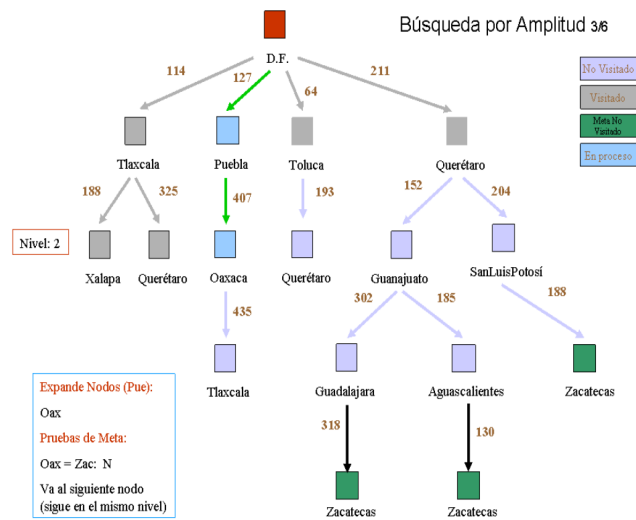 Búsqueda por Amplitud 3/6
D.F.
No Visitado
Visitado
Meta No
Visitado
En proceso
114
127
64
211
Tlaxcala
Puebla
Toluca
Querétaro
188
325
407
193
152
204
Nivel: 2
Xalapa
Querétaro
Oaxaca
Querétaro
Guanajuato
SanLuisPotosí
435
302
185
188
Tlaxcala
Guadalajara
Aguascalientes
Zacatecas
318
130
Zacatecas
Zacatecas
Expande Nodos (Pue):
Oax
Pruebas de Meta:
Oax = Zac: N
Va al siguiente nodo
(sigue en el mismo nivel)